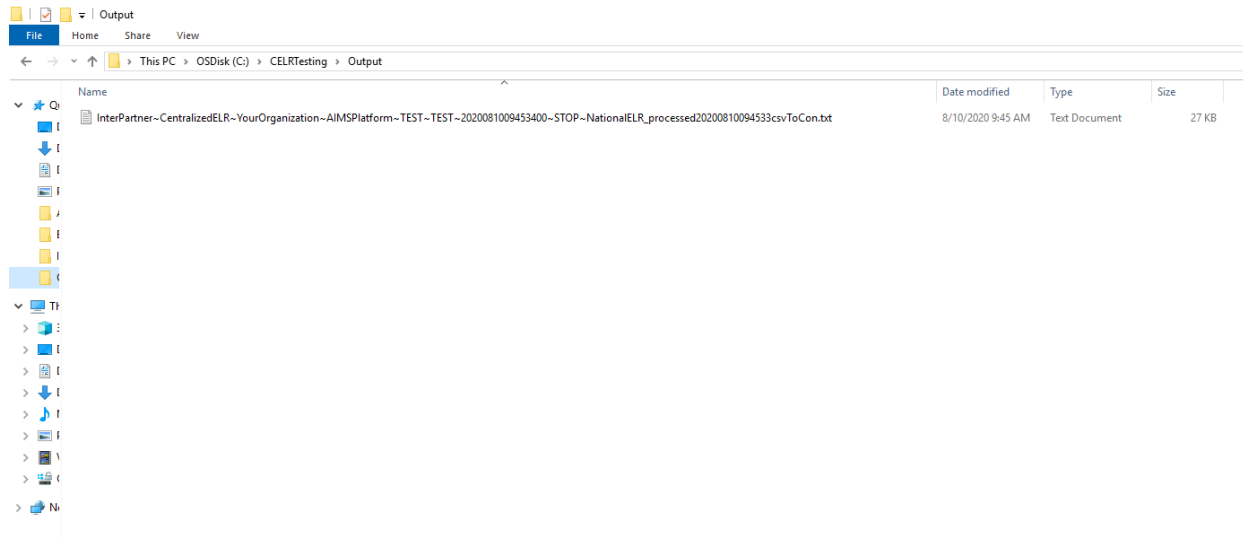 Output
File Home Share View
This PC > OSDisk (C:) > CELRTesting > Output
Name Date modified Type Size
InterPartner~CentralizedELR~YourOrganization~AIMSPlatform~TEST~TEST~2020081009453400~STOP~NationalELR_processed20200810094533csvToCon.txt 8/10/2020 9:45 AM Text Document 27 KB